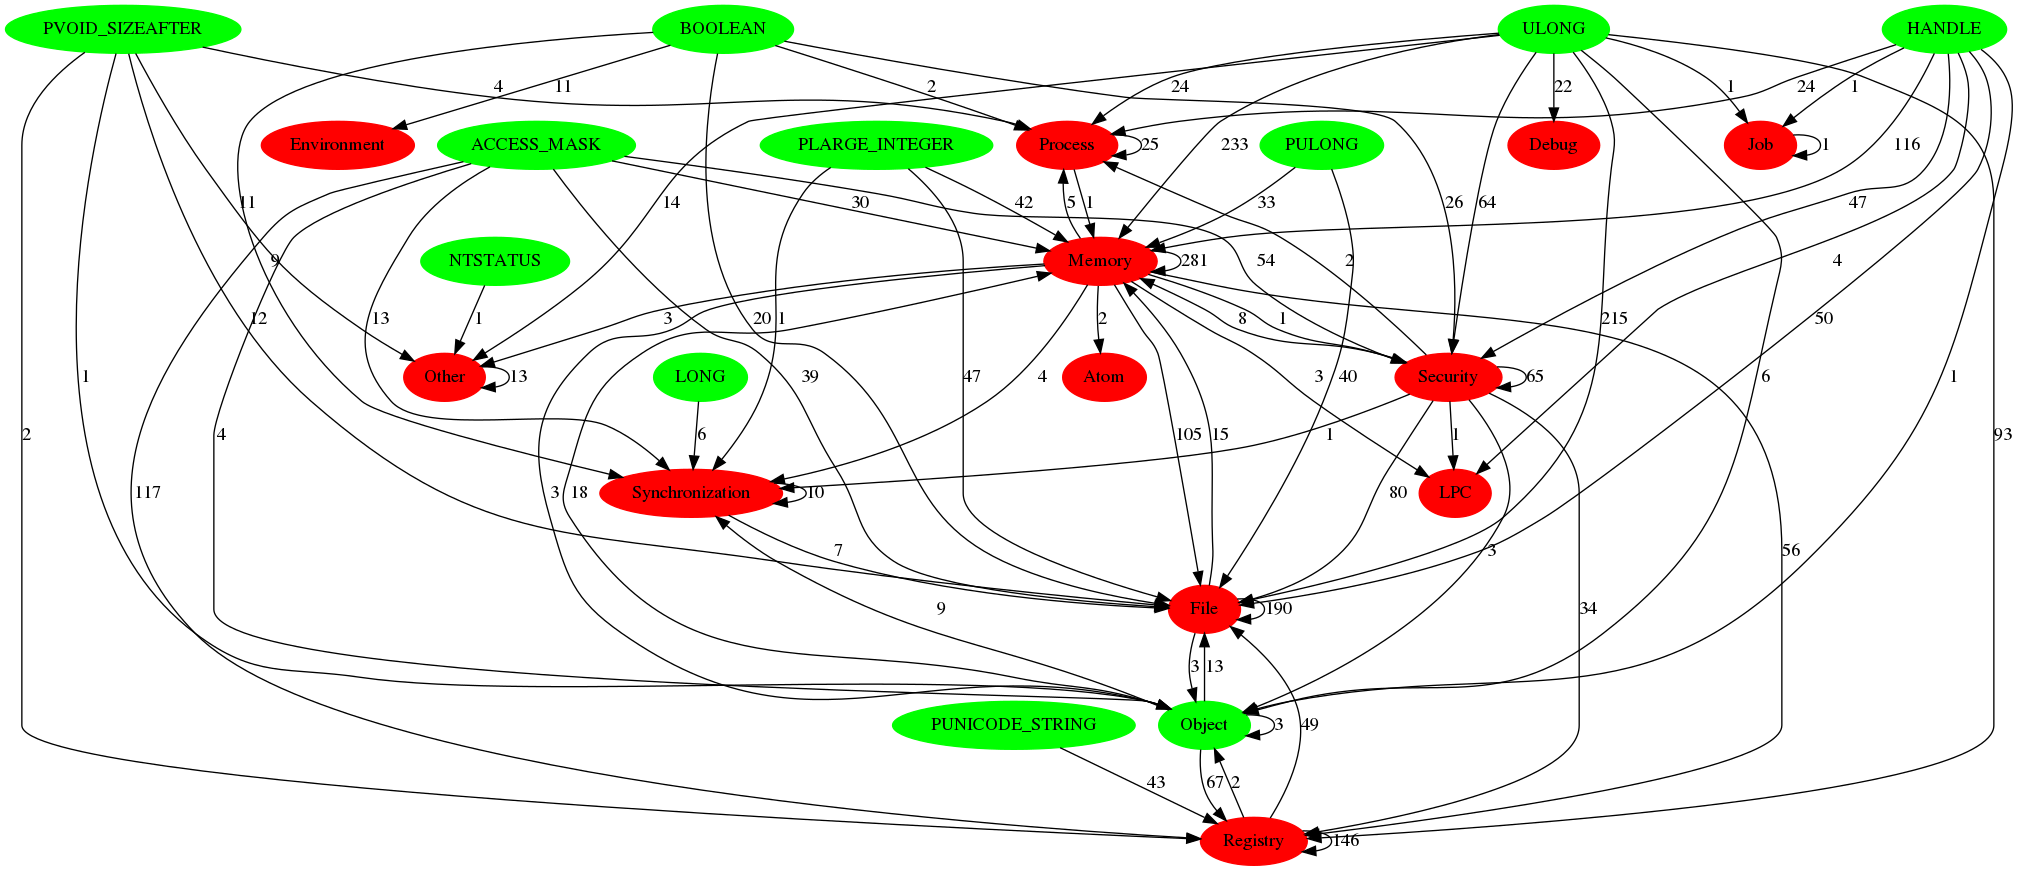 PVOID_SIZEAFTER BOOLEAN ULONG HANDLE
4 11 2 24 22 1 1 24
Environment ACCESS_MASK PLARGE_INTEGER Process 25 PULONG Debug Job 1 233 116
11 30 42 5 1 33 14 26 64 47
9 NTSTATUS Memory 281 54 2 4
12 1 13 3 20 1 2 8 1 215 50
1 Other 13 LONG 39 Atom 47 40 3 4 Security 65 6 1
2 4 6 105 15 1 1 93
117 3 18 Synchronization 10 80 LPC
7 3 56
9 File 190 34
3 13
PUNICODE_STRING Object 3 49
43 67 2
Registry 146